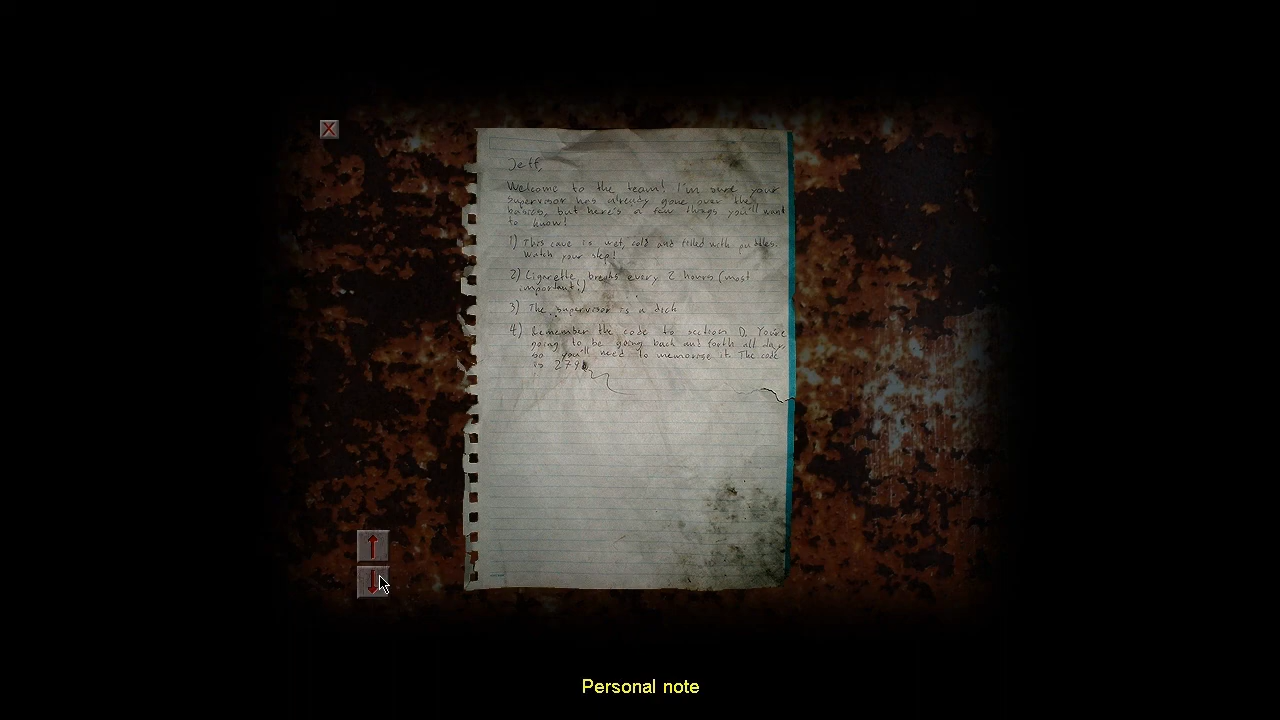 Jeff,
Welcome to the team! I'm sure your
supervisor has already gone over the
basics, but here's a few things you'll want
to know!
1) This cave is wet, cold and filled with puddles.
Watch your step!
2) Cigarette breaks every 2 hours (most
important!)
3) The supervisor is a dick
4) Remember the code to section D. You're
going to be going back and forth all day
so you'll need to memorise it. The code
is 279
Personal note